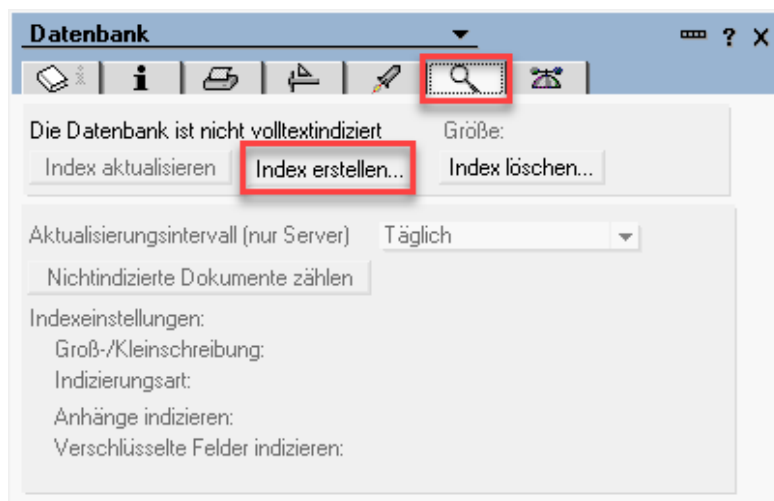 Datenbank ?
i i
Die Datenbank ist nicht volltextindiziert Größe:
Index aktualisieren Index erstellen... Index löschen...
Aktualisierungsintervall (nur Server) Täglich
Nichtindizierte Dokumente zählen
Indexeinstellungen:
Groß-/Kleinschreibung:
Indizierungsart:
Anhänge indizieren:
Verschlüsselte Felder indizieren: